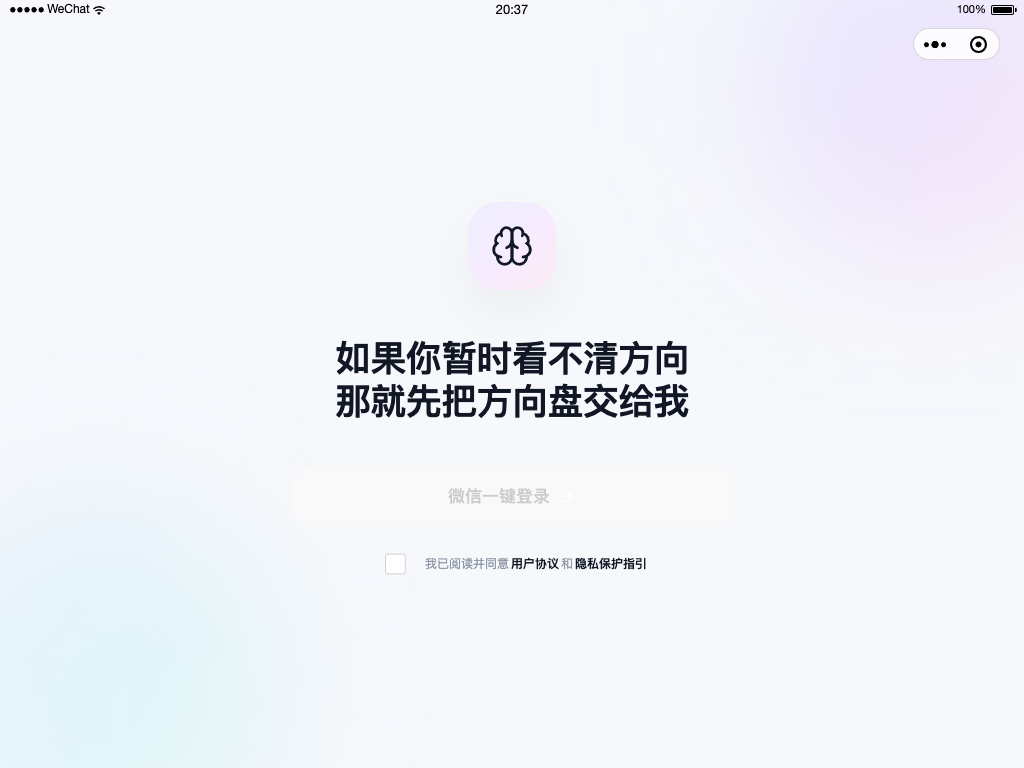 ●●●●● WeChat 20:37 100%
如果你暂时看不清方向
那就先把方向盘交给我
微信一键登录
我已阅读并同意 用户协议 和 隐私保护指引